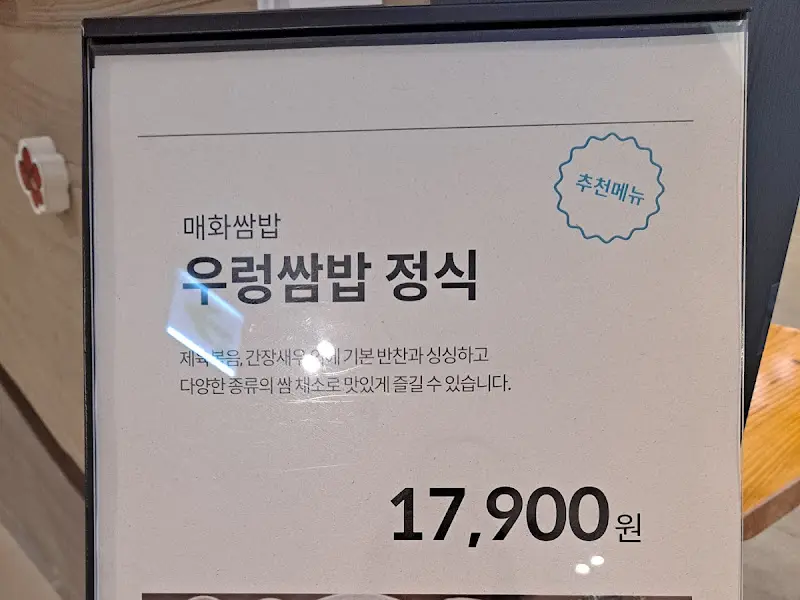 추천메뉴
매화쌈밥
우렁쌈밥 정식
제육볶음, 간장새우 기본 반찬과 싱싱하고
다양한 종류의 쌈 채소로 맛있게 즐길 수 있습니다.
17,900원